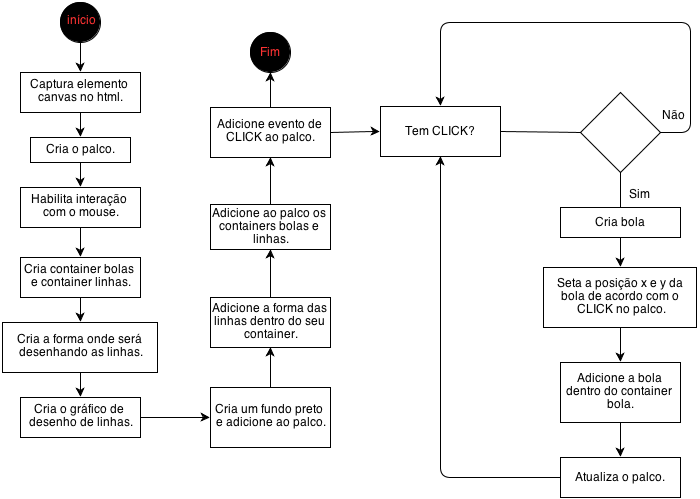 início
Captura elemento
canvas no html.
Cria o palco.
Habilita interação
com o mouse.
Cria container bolas
e container linhas.
Cria a forma onde será
desenhando as linhas.
Cria o gráfico de
desenho de linhas.
Cria um fundo preto
e adicione ao palco.
Adicione a forma das
linhas dentro do seu
container.
Adicione ao palco os
containers bolas e
linhas.
Adicione evento de
CLICK ao palco.
Fim
Tem CLICK?
Não
Sim
Cria bola
Seta a posição x e y da
bola de acordo com o
CLICK no palco.
Adicione a bola
dentro do container
bola.
Atualiza o palco.